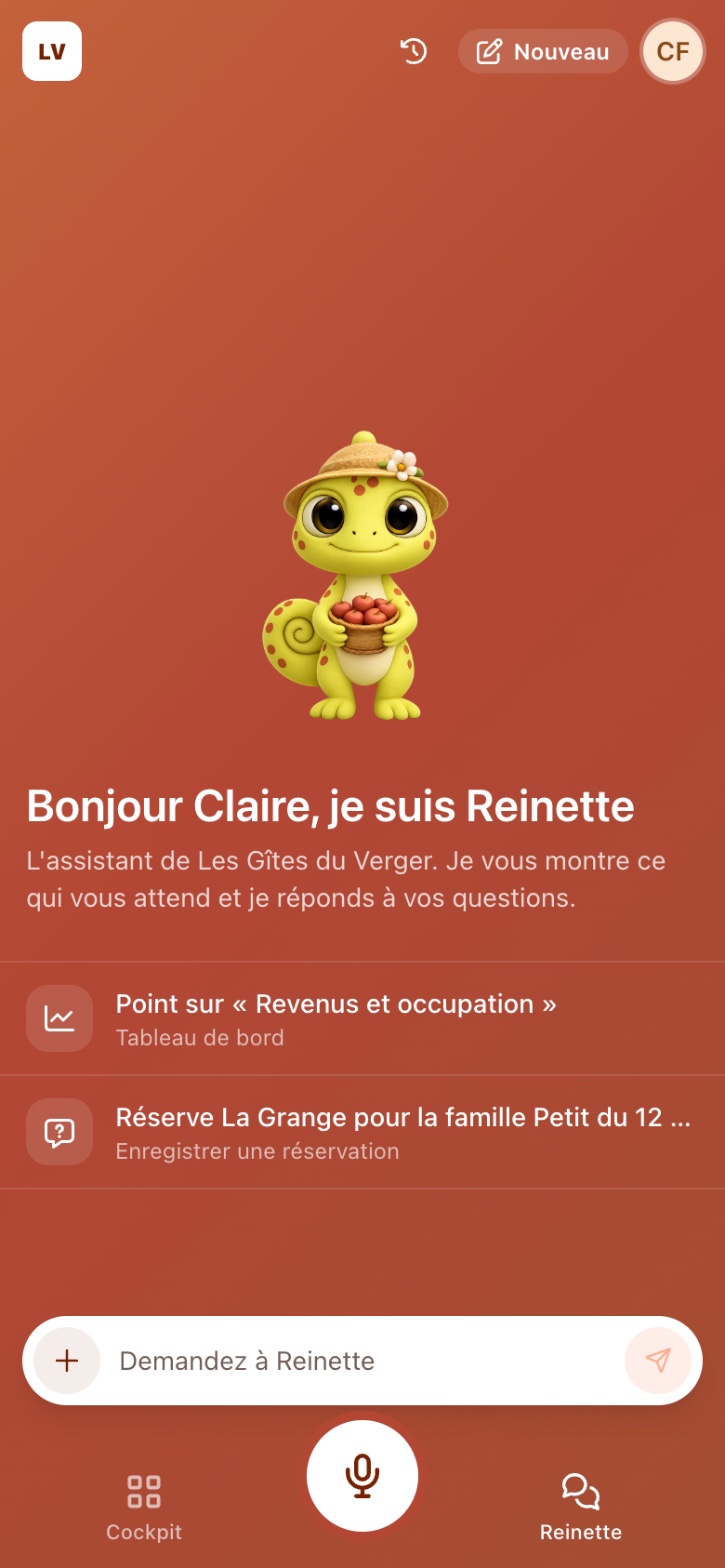 LV
Nouveau
CF
Bonjour Claire, je suis Reinette
L'assistant de Les Gîtes du Verger. Je vous montre ce
qui vous attend et je réponds à vos questions.
Point sur « Revenus et occupation »
Tableau de bord
Réserve La Grange pour la famille Petit du 12 ...
Enregistrer une réservation
Demandez à Reinette
Cockpit
Reinette